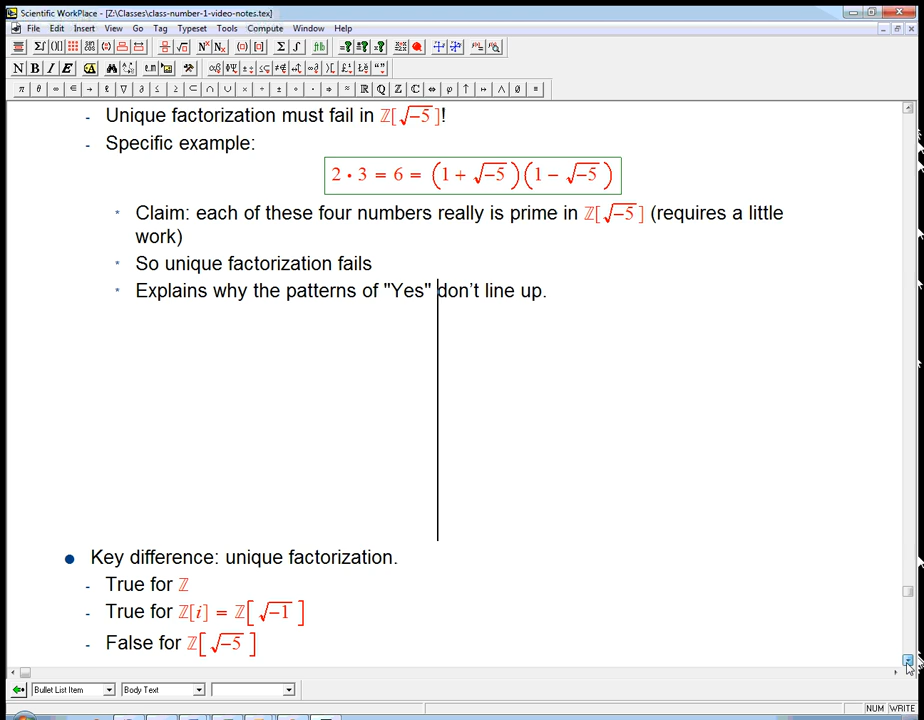 Scientific WorkPlace - [Z:\Classes\class-number-1-video-notes.tex]
File Edit Insert View Go Tag Typeset Tools Compute Window Help
- Unique factorization must fail in ℤ[√−5]!
- Specific example:
2 · 3 = 6 = (1 + √−5)(1 − √−5)
* Claim: each of these four numbers really is prime in ℤ[√−5] (requires a little
work)
* So unique factorization fails
* Explains why the patterns of "Yes" don't line up.
● Key difference: unique factorization.
- True for ℤ
- True for ℤ[i] = ℤ[√−1]
- False for ℤ[√−5]
Bullet List Item Body Text
NUM WRITE